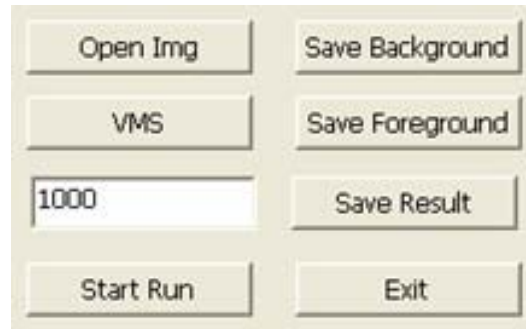 Open Img Save Background
VMS Save Foreground
1000 Save Result
Start Run Exit